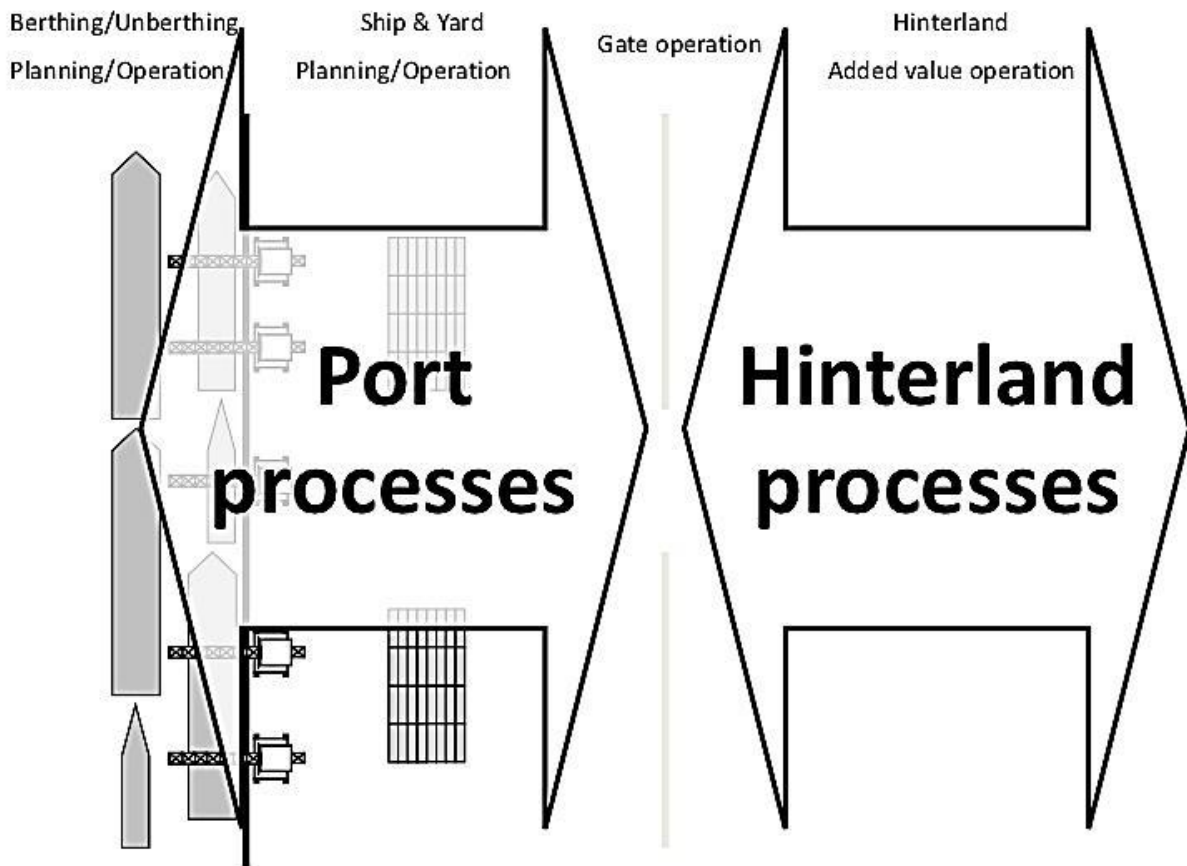 Berthing/Unberthing
Planning/Operation
Ship & Yard
Planning/Operation
Gate operation
Hinterland
Added value operation
Port
processes
Hinterland
processes